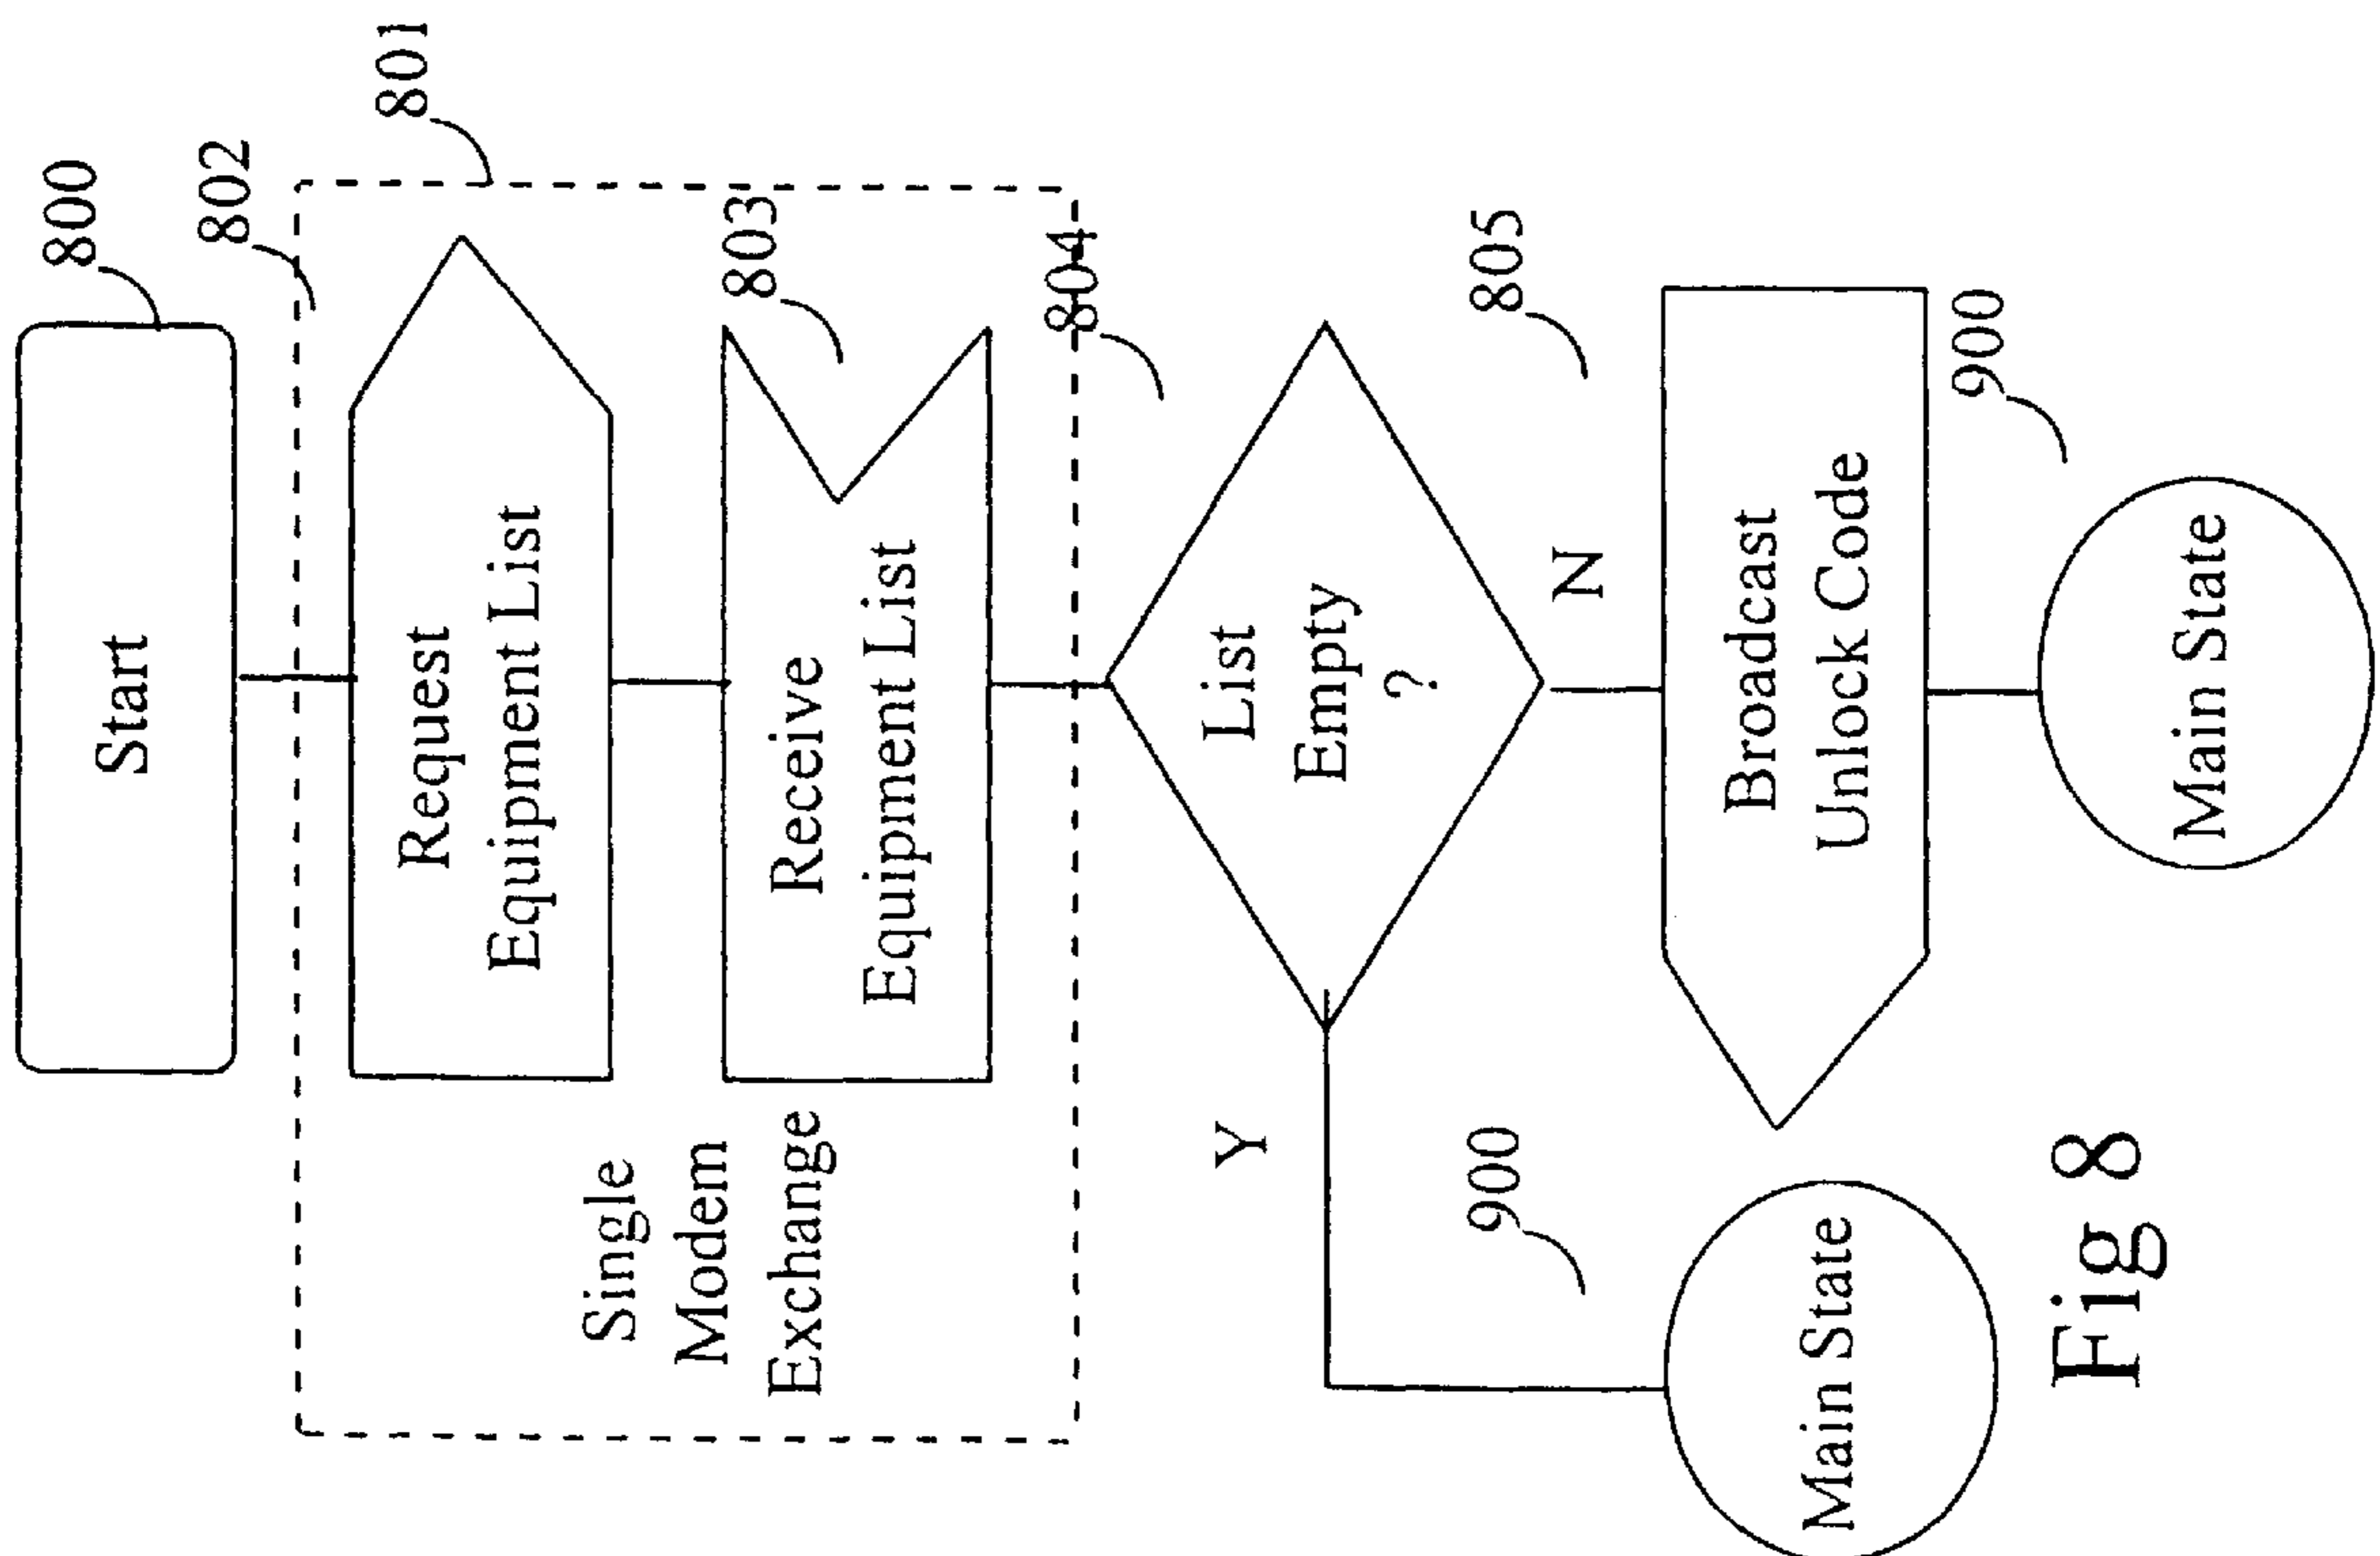 Start
800
802
801
Request
Equipment List
Single
Modem
Exchange
Receive
Equipment List
803
804
List
Empty
?
Y
N
805
Broadcast
Unlock Code
900
Main State
900
Main State
Fig 8